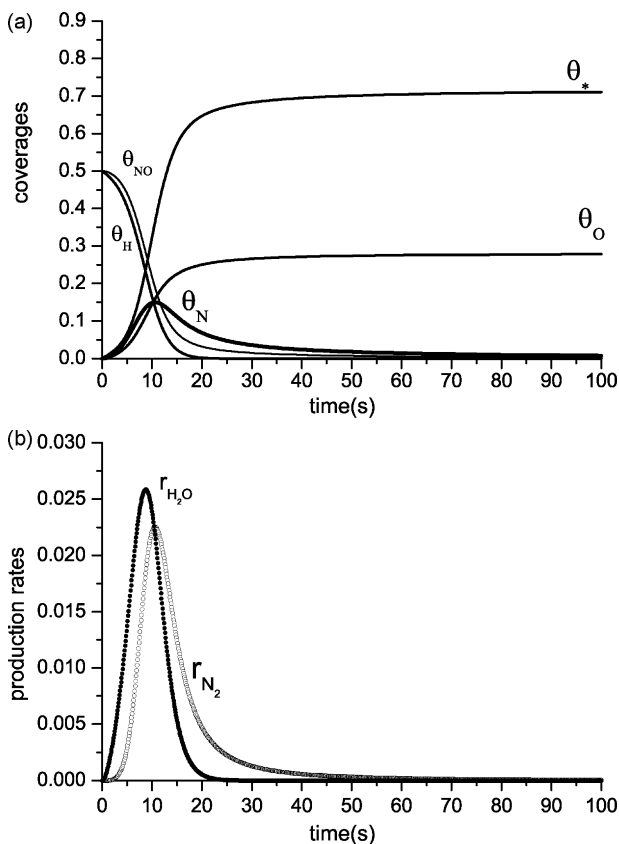 (a)
0.9
0.8
0.7
0.6
0.5
0.4
0.3
0.2
0.1
0.0
coverages
θ*
θNO
θH
θO
θN
0 10 20 30 40 50 60 70 80 90 100
time(s)
(b)
0.030
0.025
0.020
0.015
0.010
0.005
0.000
production rates
rH2O
rN2
0 10 20 30 40 50 60 70 80 90 100
time(s)